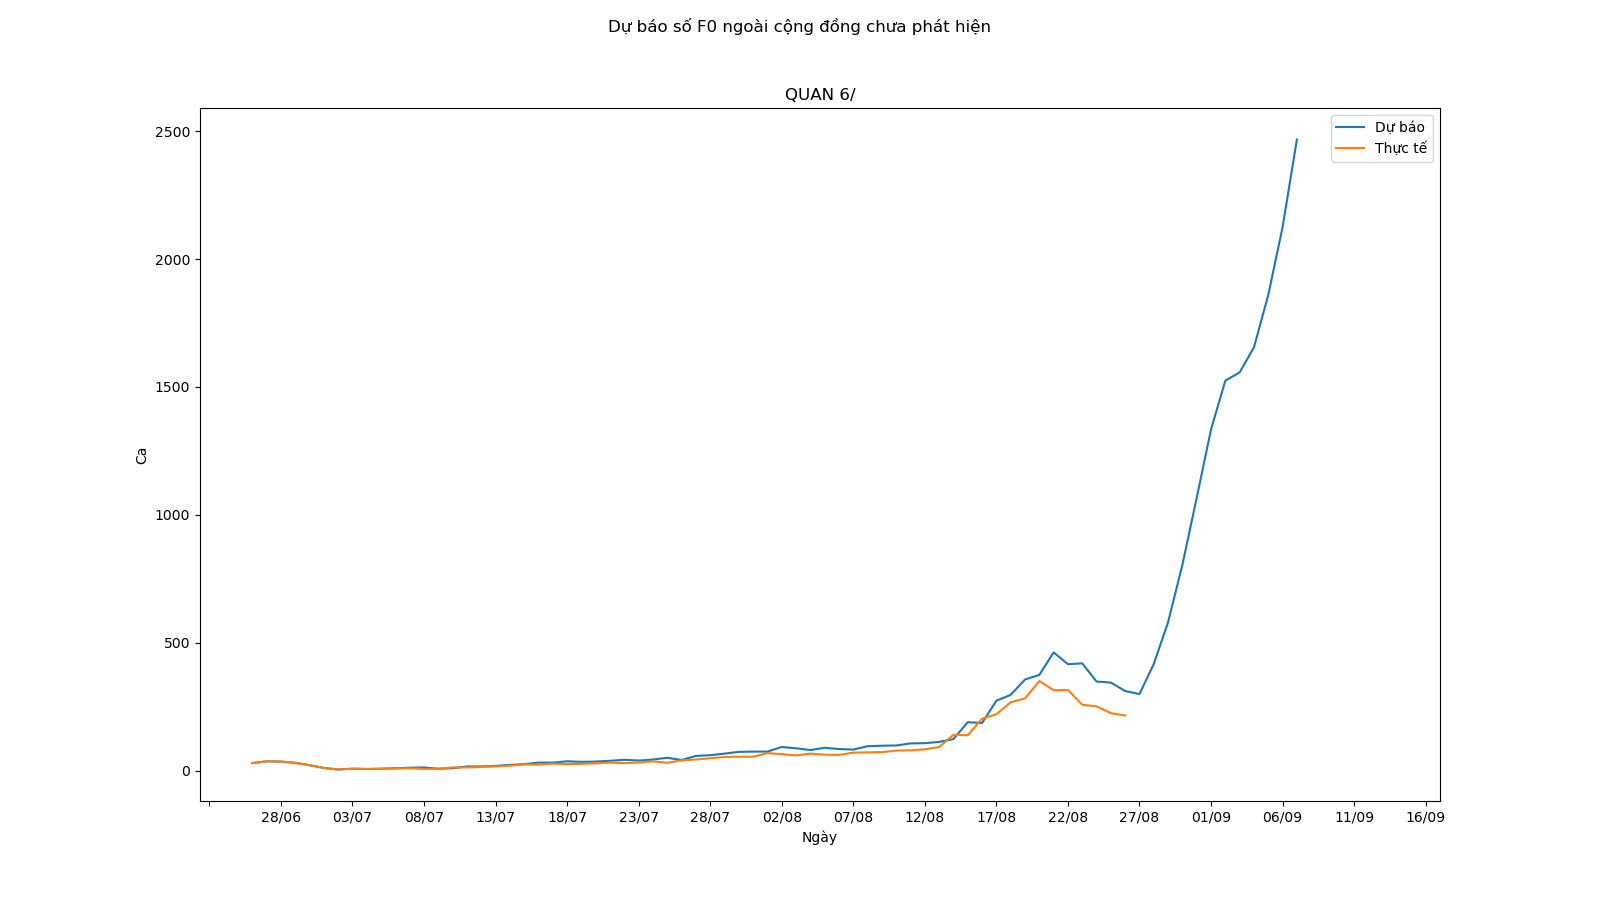 Dự báo số F0 ngoài cộng đồng chưa phát hiện
QUAN 6/
Dự báo
Thực tế
2500
2000
1500
1000
500
0
Ca
28/06 03/07 08/07 13/07 18/07 23/07 28/07 02/08 07/08 12/08 17/08 22/08 27/08 01/09 06/09 11/09 16/09
Ngày